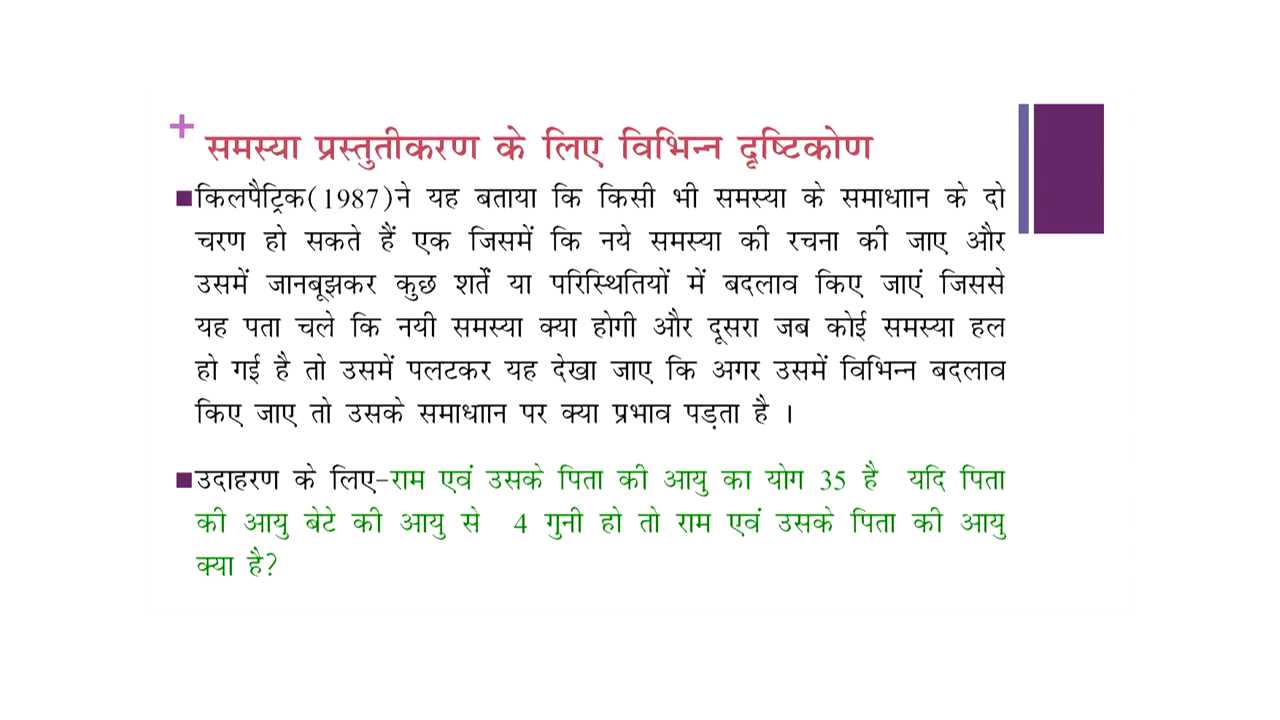 समस्या प्रस्तुतीकरण के लिए विभिन्न दृष्टिकोण
किलपैट्रिक(1987)ने यह बताया कि किसी भी समस्या के समाधाान के दो
चरण हो सकते हैं एक जिसमें कि नये समस्या की रचना की जाए और
उसमें जानबूझकर कुछ शर्तें या परिस्थितियों में बदलाव किए जाएं जिससे
यह पता चले कि नयी समस्या क्या होगी और दूसरा जब कोई समस्या हल
हो गई है तो उसमें पलटकर यह देखा जाए कि अगर उसमें विभिन्न बदलाव
किए जाए तो उसके समाधाान पर क्या प्रभाव पड़ता है ।
उदाहरण के लिए-राम एवं उसके पिता की आयु का योग 35 है यदि पिता
की आयु बेटे की आयु से 4 गुनी हो तो राम एवं उसके पिता की आयु
क्या है?